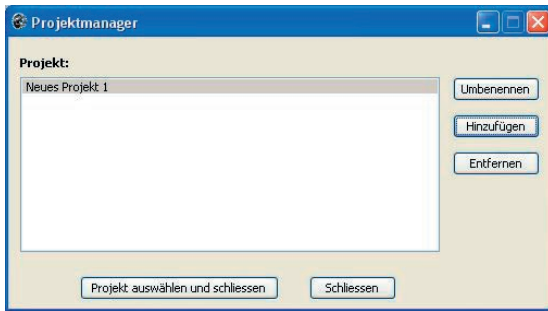 Projektmanager
Projekt:
Neues Projekt 1
Umbenennen
Hinzufügen
Entfernen
Projekt auswählen und schliessen
Schliessen